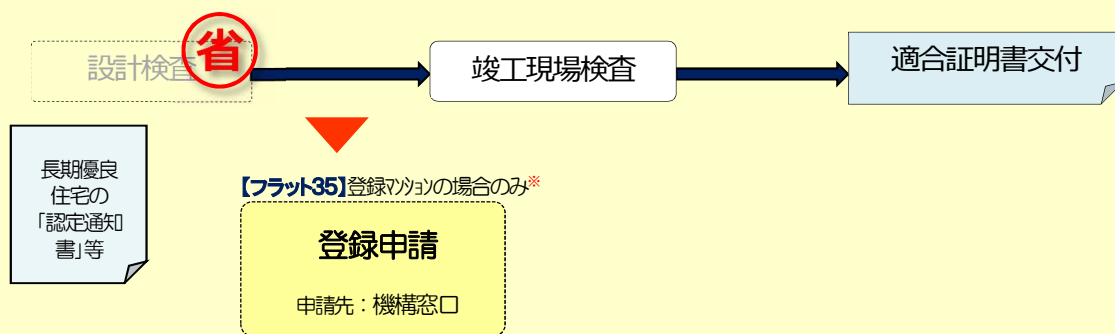 設計検査
省
竣工現場検査
適合証明書交付
長期優良
住宅の
「認定通知
書」等
【フラット35】登録ﾏﾝｼｮﾝの場合のみ※
登録申請
申請先：機構窓口